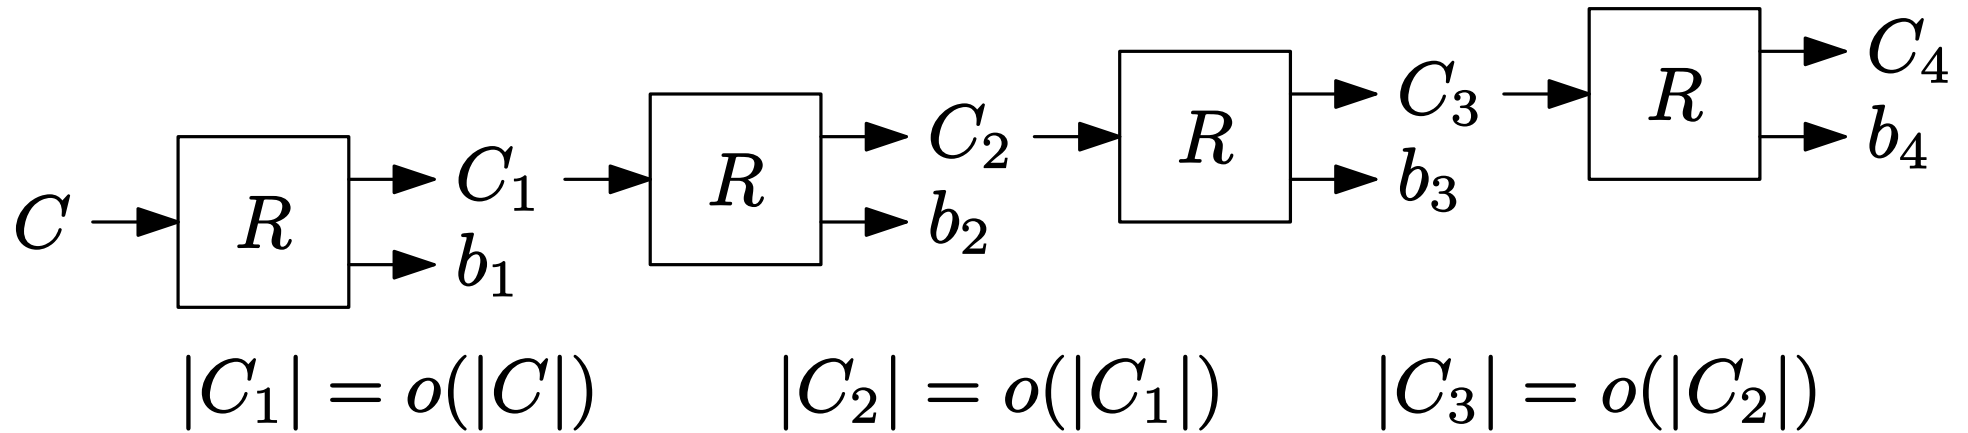 C R C₁ b₁ R C₂ b₂ R C₃ b₃ R C₄ b₄
|C₁| = o(|C|) |C₂| = o(|C₁|) |C₃| = o(|C₂|)